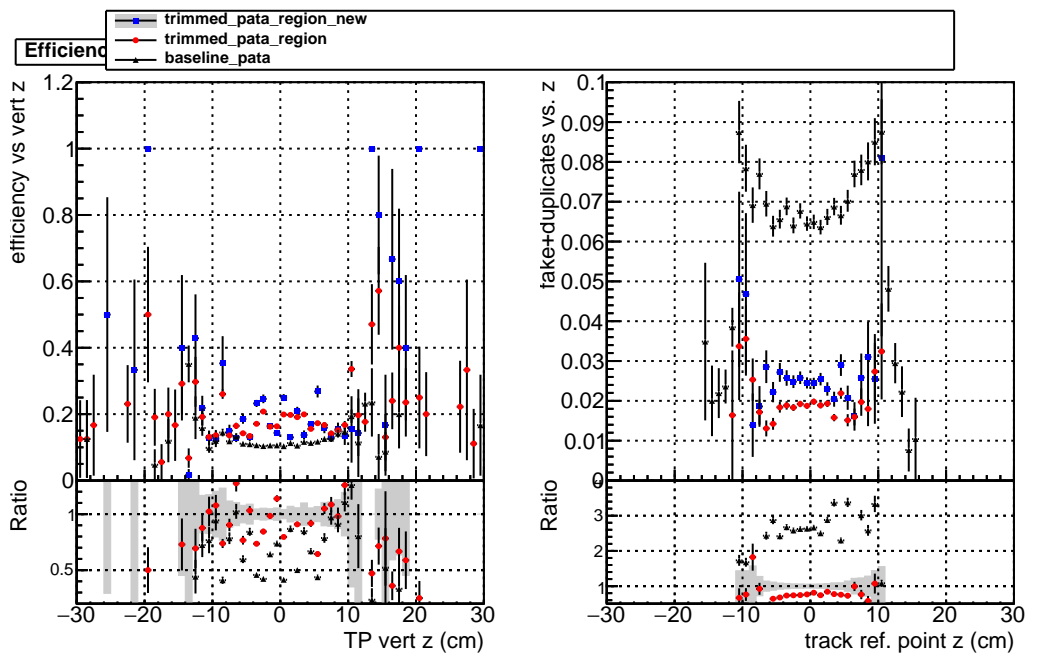 trimmed_pata_region_new
trimmed_pata_region
baseline_pata
Efficienc
efficiency vs vert z
1.2
1
0.8
0.6
0.4
0.2
0
Ratio
1
0.5
−30 −20 −10 0 10 20 30
TP vert z (cm)
fake+duplicates vs. z
0.1
0.09
0.08
0.07
0.06
0.05
0.04
0.03
0.02
0.01
0
Ratio
3
2
1
−30 −20 −10 0 10 20 30
track ref. point z (cm)